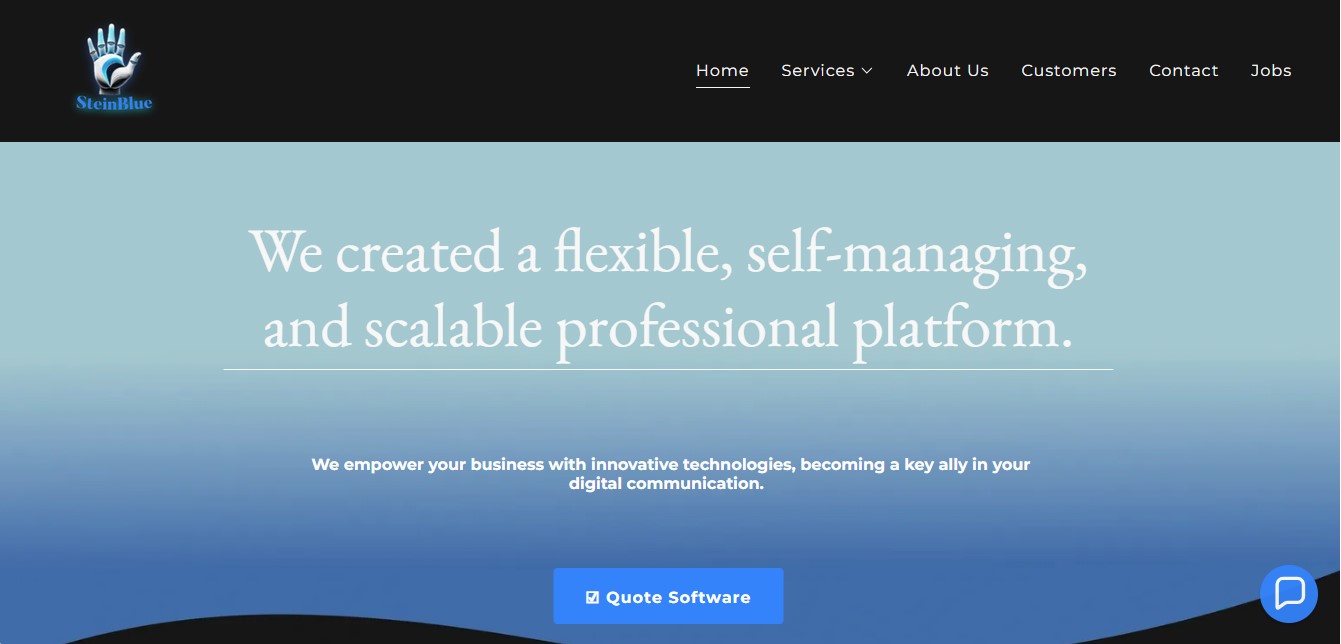 SteinBlue
Home
Services
About Us
Customers
Contact
Jobs
We created a flexible, self-managing,
and scalable professional platform.
We empower your business with innovative technologies, becoming a key ally in your
digital communication.
☑ Quote Software